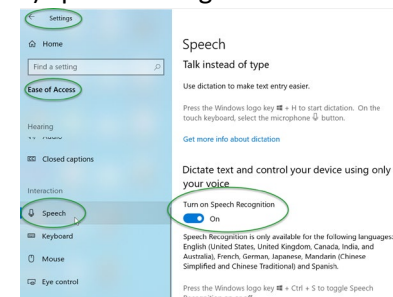 Settings
Home
Find a setting
Ease of Access
Hearing
Audio
Closed captions
Interaction
Speech
Keyboard
Mouse
Eye control
Speech
Talk instead of type
Use dictation to make text entry easier.
Press the Windows logo key + H to start dictation. On the
touch keyboard, select the microphone button.
Get more info about dictation
Dictate text and control your device using only
your voice
Turn on Speech Recognition
On
Speech Recognition is only available for the following languages:
English (United States, United Kingdom, Canada, India, and
Australia), French, German, Japanese, Mandarin (Chinese
Simplified and Chinese Traditional) and Spanish.
Press the Windows logo key + Ctrl + S to toggle Speech